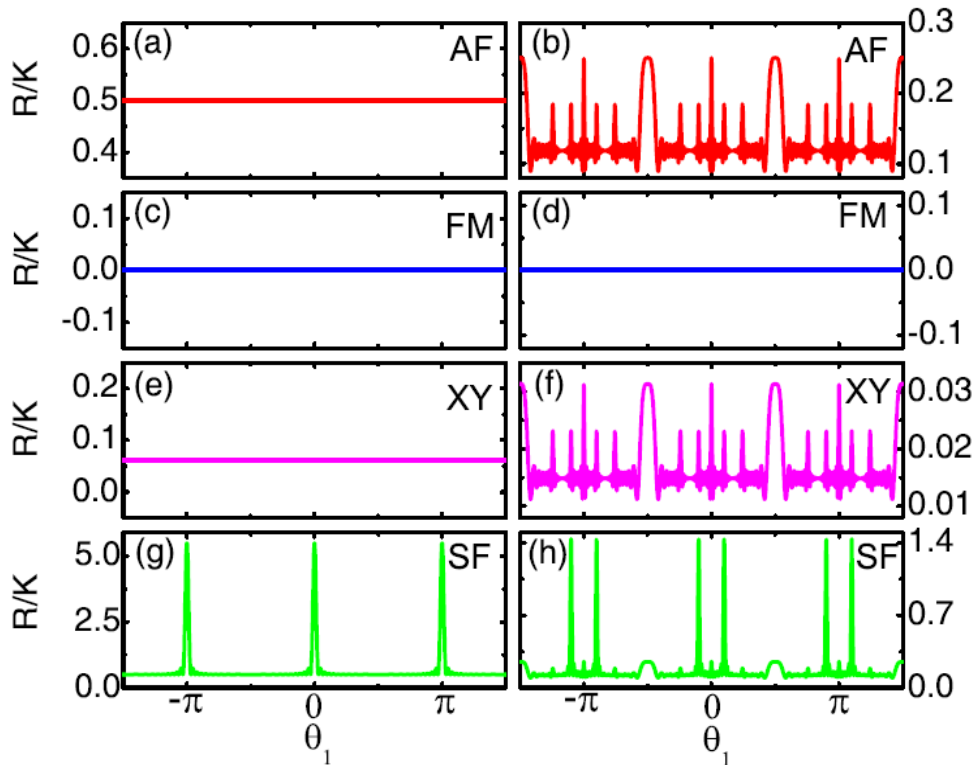 (a) AF
0.6
0.5
0.4
R/K
(b) AF
0.3
0.2
0.1
(c) FM
0.1
0.0
-0.1
R/K
(d) FM
0.1
0.0
-0.1
(e) XY
0.2
0.1
0.0
R/K
(f) XY
0.03
0.02
0.01
(g) SF
5.0
2.5
0.0
R/K
-π 0 π
θ1
(h) SF
1.4
0.7
0.0
-π 0 π
θ1